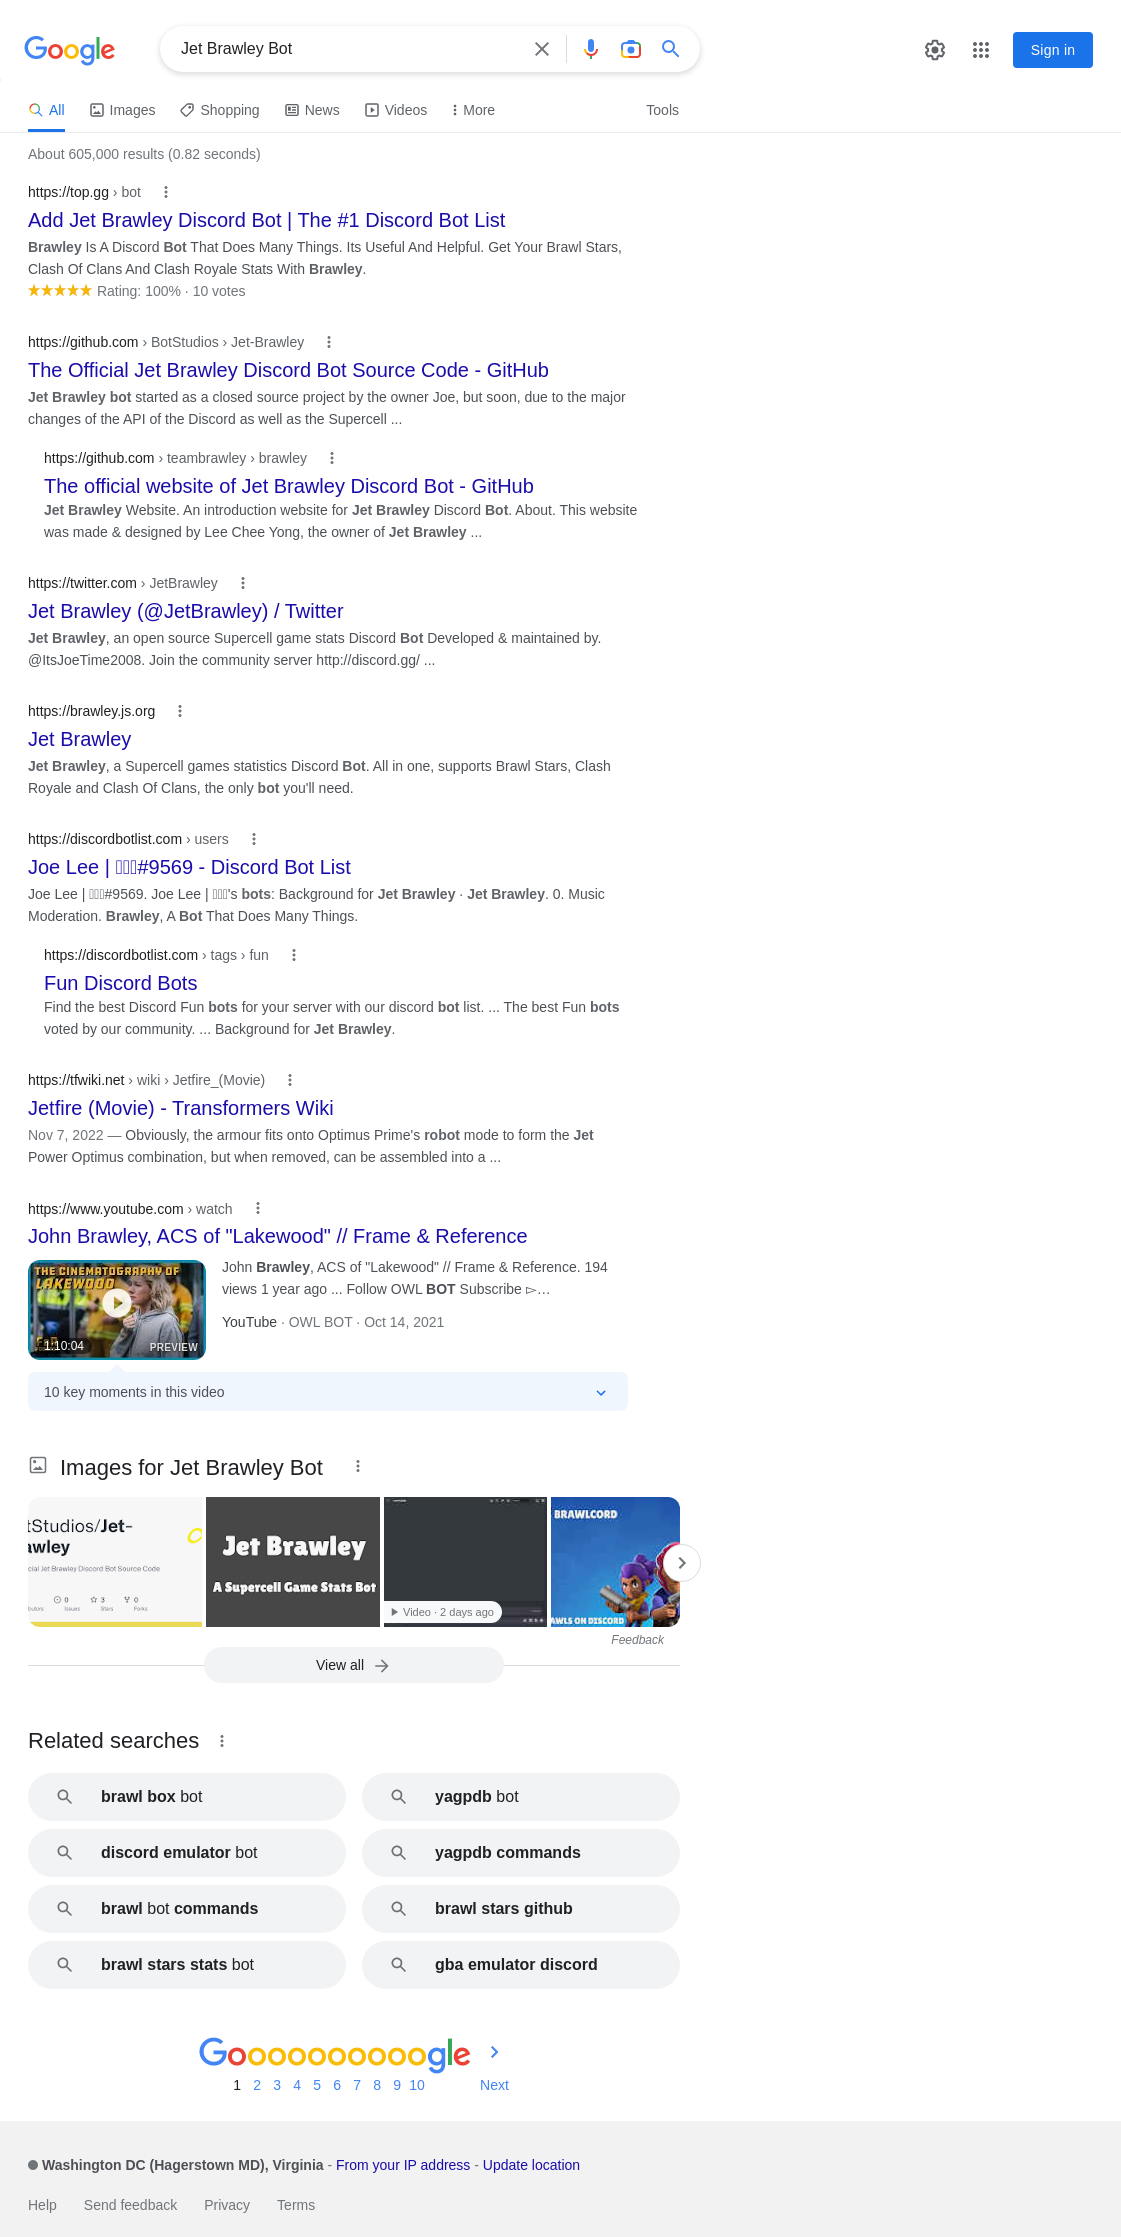 Google
Jet Brawley Bot
Sign in
All
Images
Shopping
News
Videos
More
Tools
About 605,000 results (0.82 seconds)
https://top.gg › bot
Add Jet Brawley Discord Bot | The #1 Discord Bot List
Brawley Is A Discord Bot That Does Many Things. Its Useful And Helpful. Get Your Brawl Stars,
Clash Of Clans And Clash Royale Stats With Brawley.
Rating: 100% · 10 votes
https://github.com › BotStudios › Jet-Brawley
The Official Jet Brawley Discord Bot Source Code - GitHub
Jet Brawley bot started as a closed source project by the owner Joe, but soon, due to the major
changes of the API of the Discord as well as the Supercell ...
https://github.com › teambrawley › brawley
The official website of Jet Brawley Discord Bot - GitHub
Jet Brawley Website. An introduction website for Jet Brawley Discord Bot. About. This website
was made & designed by Lee Chee Yong, the owner of Jet Brawley ...
https://twitter.com › JetBrawley
Jet Brawley (@JetBrawley) / Twitter
Jet Brawley, an open source Supercell game stats Discord Bot Developed & maintained by.
@ItsJoeTime2008. Join the community server http://discord.gg/ ...
https://brawley.js.org
Jet Brawley
Jet Brawley, a Supercell games statistics Discord Bot. All in one, supports Brawl Stars, Clash
Royale and Clash Of Clans, the only bot you'll need.
https://discordbotlist.com › users
Joe Lee | #9569 - Discord Bot List
Joe Lee | #9569. Joe Lee | 's bots: Background for Jet Brawley · Jet Brawley. 0. Music
Moderation. Brawley, A Bot That Does Many Things.
https://discordbotlist.com › tags › fun
Fun Discord Bots
Find the best Discord Fun bots for your server with our discord bot list. ... The best Fun bots
voted by our community. ... Background for Jet Brawley.
https://tfwiki.net › wiki › Jetfire_(Movie)
Jetfire (Movie) - Transformers Wiki
Nov 7, 2022 — Obviously, the armour fits onto Optimus Prime's robot mode to form the Jet
Power Optimus combination, but when removed, can be assembled into a ...
https://www.youtube.com › watch
John Brawley, ACS of "Lakewood" // Frame & Reference
THE CINEMATOGRAPHY OF
LAKEWOOD
1:10:04
PREVIEW
John Brawley, ACS of "Lakewood" // Frame & Reference. 194
views 1 year ago ... Follow OWL BOT Subscribe ▻…
YouTube · OWL BOT · Oct 14, 2021
10 key moments in this video
Images for Jet Brawley Bot
tStudios/Jet-
awley
cial Jet Brawley Discord Bot Source Code
0
3
0
Issues
Stars
Forks
Jet Brawley
A Supercell Game Stats Bot
Video · 2 days ago
BRAWLCORD
AWLS ON DISCORD
Feedback
View all
Related searches
brawl box bot
yagpdb bot
discord emulator bot
yagpdb commands
brawl bot commands
brawl stars github
brawl stars stats bot
gba emulator discord
Goooooooooogle
1 2 3 4 5 6 7 8 9 10 Next
Washington DC (Hagerstown MD), Virginia - From your IP address - Update location
Help
Send feedback
Privacy
Terms